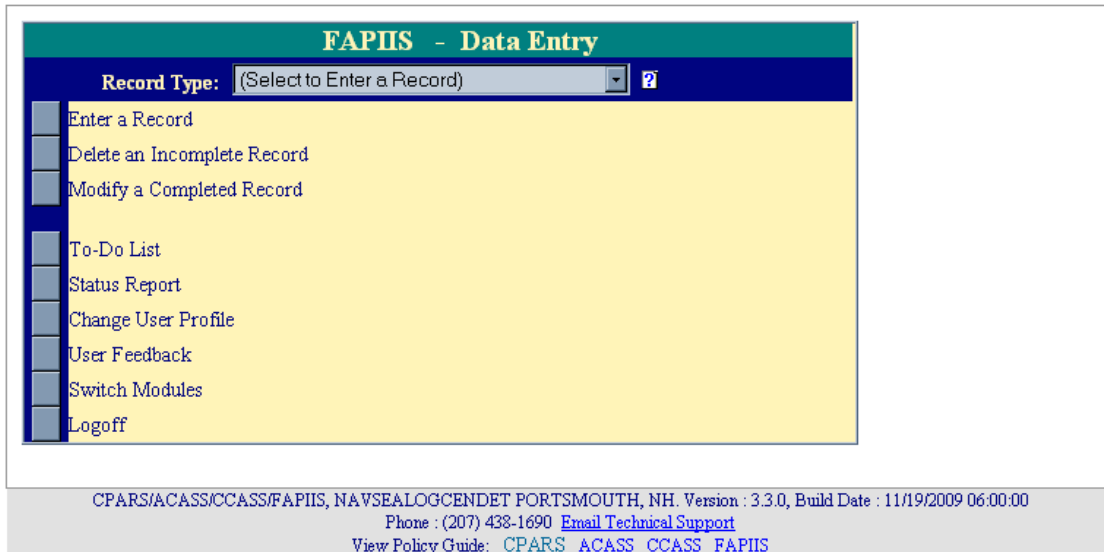 FAPIIS - Data Entry
Record Type: (Select to Enter a Record) ?
Enter a Record
Delete an Incomplete Record
Modify a Completed Record
To-Do List
Status Report
Change User Profile
User Feedback
Switch Modules
Logoff
CPARS/ACASS/CCASS/FAPIIS, NAVSEALOGCENDET PORTSMOUTH, NH. Version : 3.3.0, Build Date : 11/19/2009 06:00:00
Phone : (207) 438-1690 Email Technical Support
View Policy Guide: CPARS ACASS CCASS FAPIIS